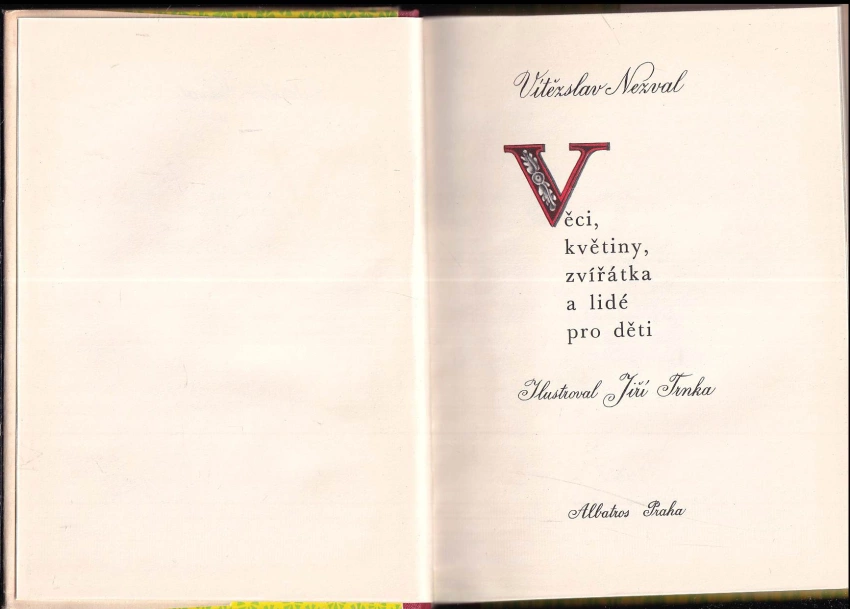 Vítězslav Nezval
Věci,
květiny,
zvířátka
a lidé
pro děti
Ilustroval Jiří Trnka
Albatros Praha